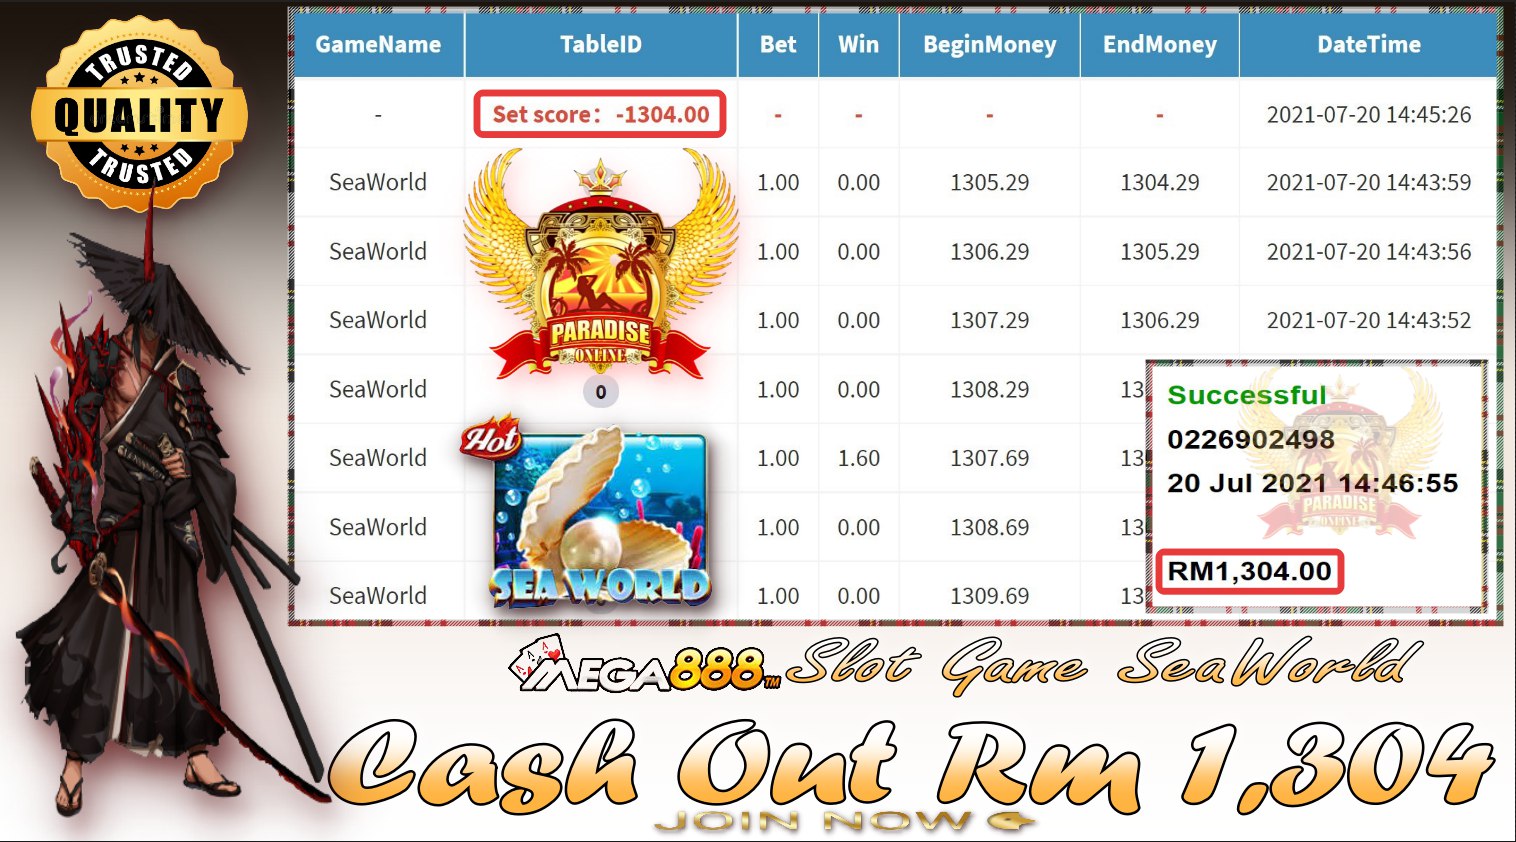 TRUSTED
QUALITY
TRUSTED
GameName TableID Bet Win BeginMoney EndMoney DateTime
- Set score： -1304.00 - - - - 2021-07-20 14:45:26
SeaWorld 1.00 0.00 1305.29 1304.29 2021-07-20 14:43:59
SeaWorld 1.00 0.00 1306.29 1305.29 2021-07-20 14:43:56
SeaWorld 1.00 0.00 1307.29 1306.29 2021-07-20 14:43:52
PARADISE
ONLINE
SeaWorld 0 1.00 0.00 1308.29 13
SeaWorld 1.00 1.60 1307.69 13
SeaWorld 1.00 0.00 1308.69 13
SeaWorld 1.00 0.00 1309.69 13
Hot
SEA WORLD
Successful
0226902498
20 Jul 2021 14:46:55
PARADISE
ONLINE
RM1,304.00
MEGA888™ Slot Game SeaWorld
Cash Out Rm 1,304
JOIN NOW